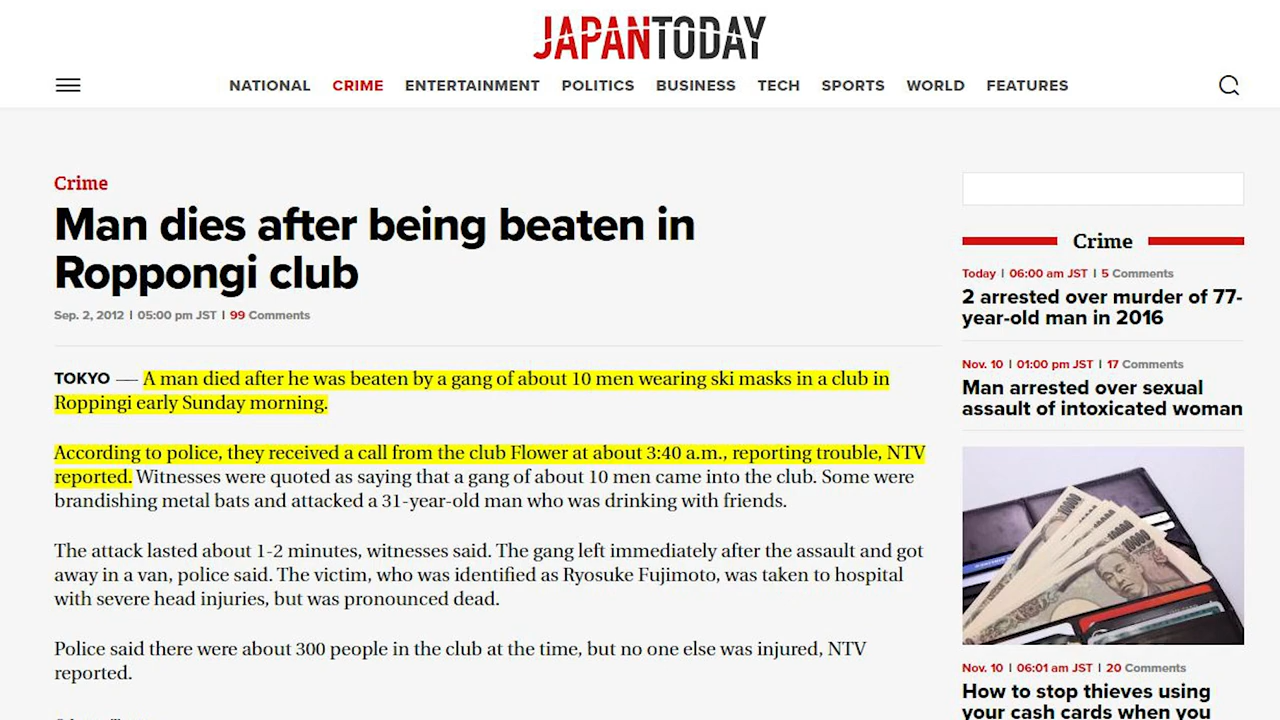 JAPANTODAY
NATIONAL CRIME ENTERTAINMENT POLITICS BUSINESS TECH SPORTS WORLD FEATURES
Crime
Man dies after being beaten in
Roppongi club
Sep. 2, 2012 | 05:00 pm JST | 99 Comments
TOKYO — A man died after he was beaten by a gang of about 10 men wearing ski masks in a club in
Roppingi early Sunday morning.
According to police, they received a call from the club Flower at about 3:40 a.m., reporting trouble, NTV
reported. Witnesses were quoted as saying that a gang of about 10 men came into the club. Some were
brandishing metal bats and attacked a 31-year-old man who was drinking with friends.
The attack lasted about 1-2 minutes, witnesses said. The gang left immediately after the assault and got
away in a van, police said. The victim, who was identified as Ryosuke Fujimoto, was taken to hospital
with severe head injuries, but was pronounced dead.
Police said there were about 300 people in the club at the time, but no one else was injured, NTV
reported.
Crime
Today | 06:00 am JST | 5 Comments
2 arrested over murder of 77-
year-old man in 2016
Nov. 10 | 01:00 pm JST | 17 Comments
Man arrested over sexual
assault of intoxicated woman
10000
10000
Nov. 10 | 06:01 am JST | 20 Comments
How to stop thieves using
your cash cards when you